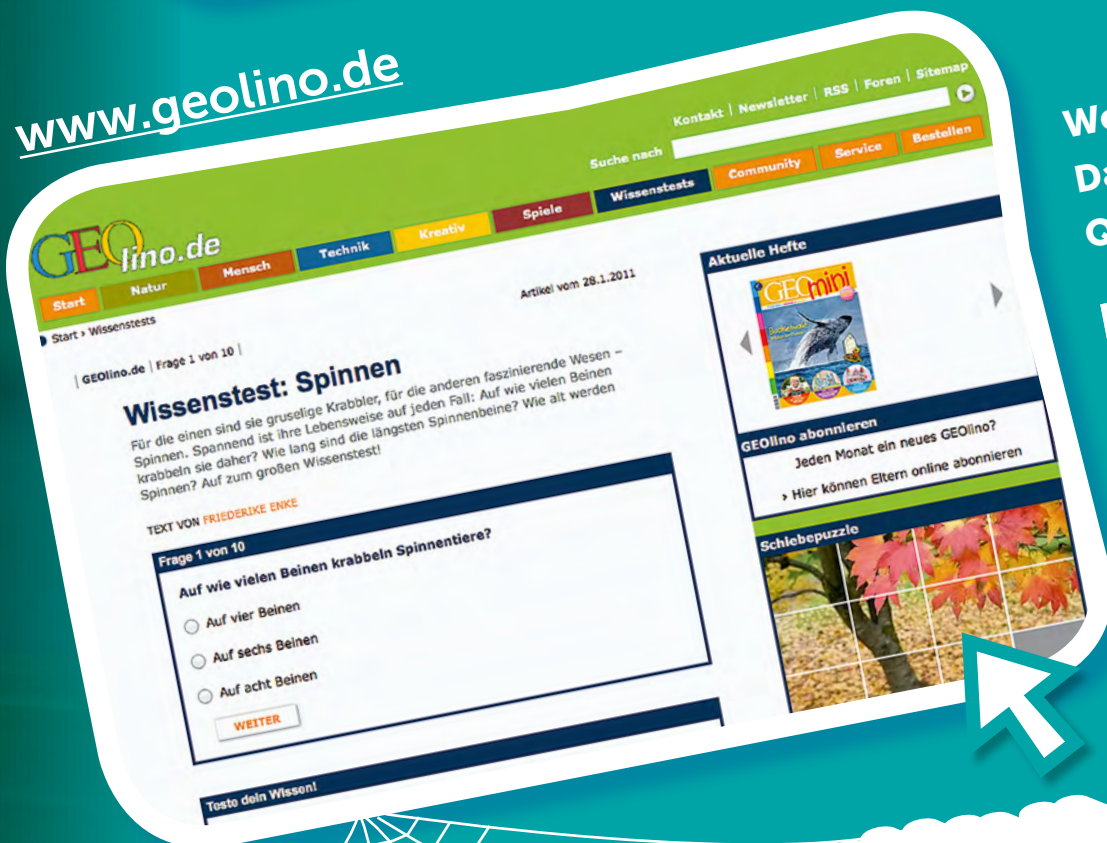 www.geolino.de
Kontakt | Newsletter | RSS | Foren | Sitemap
Suche nach
GEOlino.de
Start
Natur
Mensch
Technik
Kreativ
Spiele
Wissenstests
Community
Service
Bestellen
Start › Wissenstests
Artikel vom 28.1.2011
| GEOlino.de | Frage 1 von 10 |
Wissenstest: Spinnen
Für die einen sind sie gruselige Krabbler, für die anderen faszinierende Wesen –
Spinnen. Spannend ist ihre Lebensweise auf jeden Fall: Auf wie vielen Beinen
krabbeln sie daher? Wie lang sind die längsten Spinnenbeine? Wie alt werden
Spinnen? Auf zum großen Wissenstest!
TEXT VON FRIEDERIKE ENKE
Frage 1 von 10
Auf wie vielen Beinen krabbeln Spinnentiere?
Auf vier Beinen
Auf sechs Beinen
Auf acht Beinen
WEITER
Teste dein Wissen!
Aktuelle Hefte
GEOmini
GEOlino abonnieren
Jeden Monat ein neues GEOlino?
› Hier können Eltern online abonnieren
Schiebepuzzle